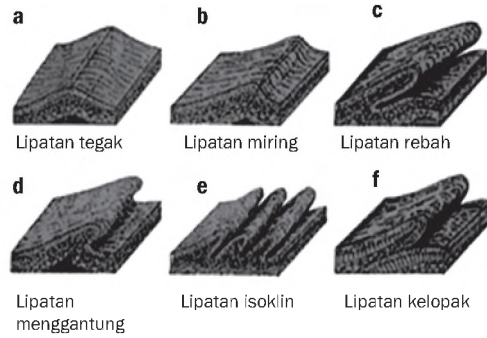 a
b
c
Lipatan tegak
Lipatan miring
Lipatan rebah
d
e
f
Lipatan
menggantung
Lipatan isoklin
Lipatan kelopak